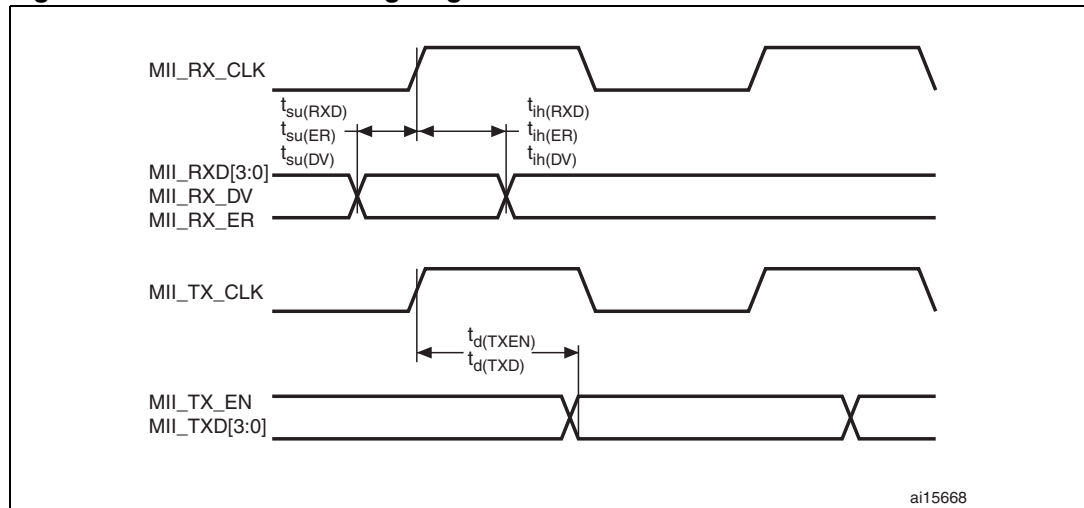 MII_RX_CLK
tsu(RXD)
tsu(ER)
tsu(DV)
tih(RXD)
tih(ER)
tih(DV)
MII_RXD[3:0]
MII_RX_DV
MII_RX_ER
MII_TX_CLK
td(TXEN)
td(TXD)
MII_TX_EN
MII_TXD[3:0]
ai15668